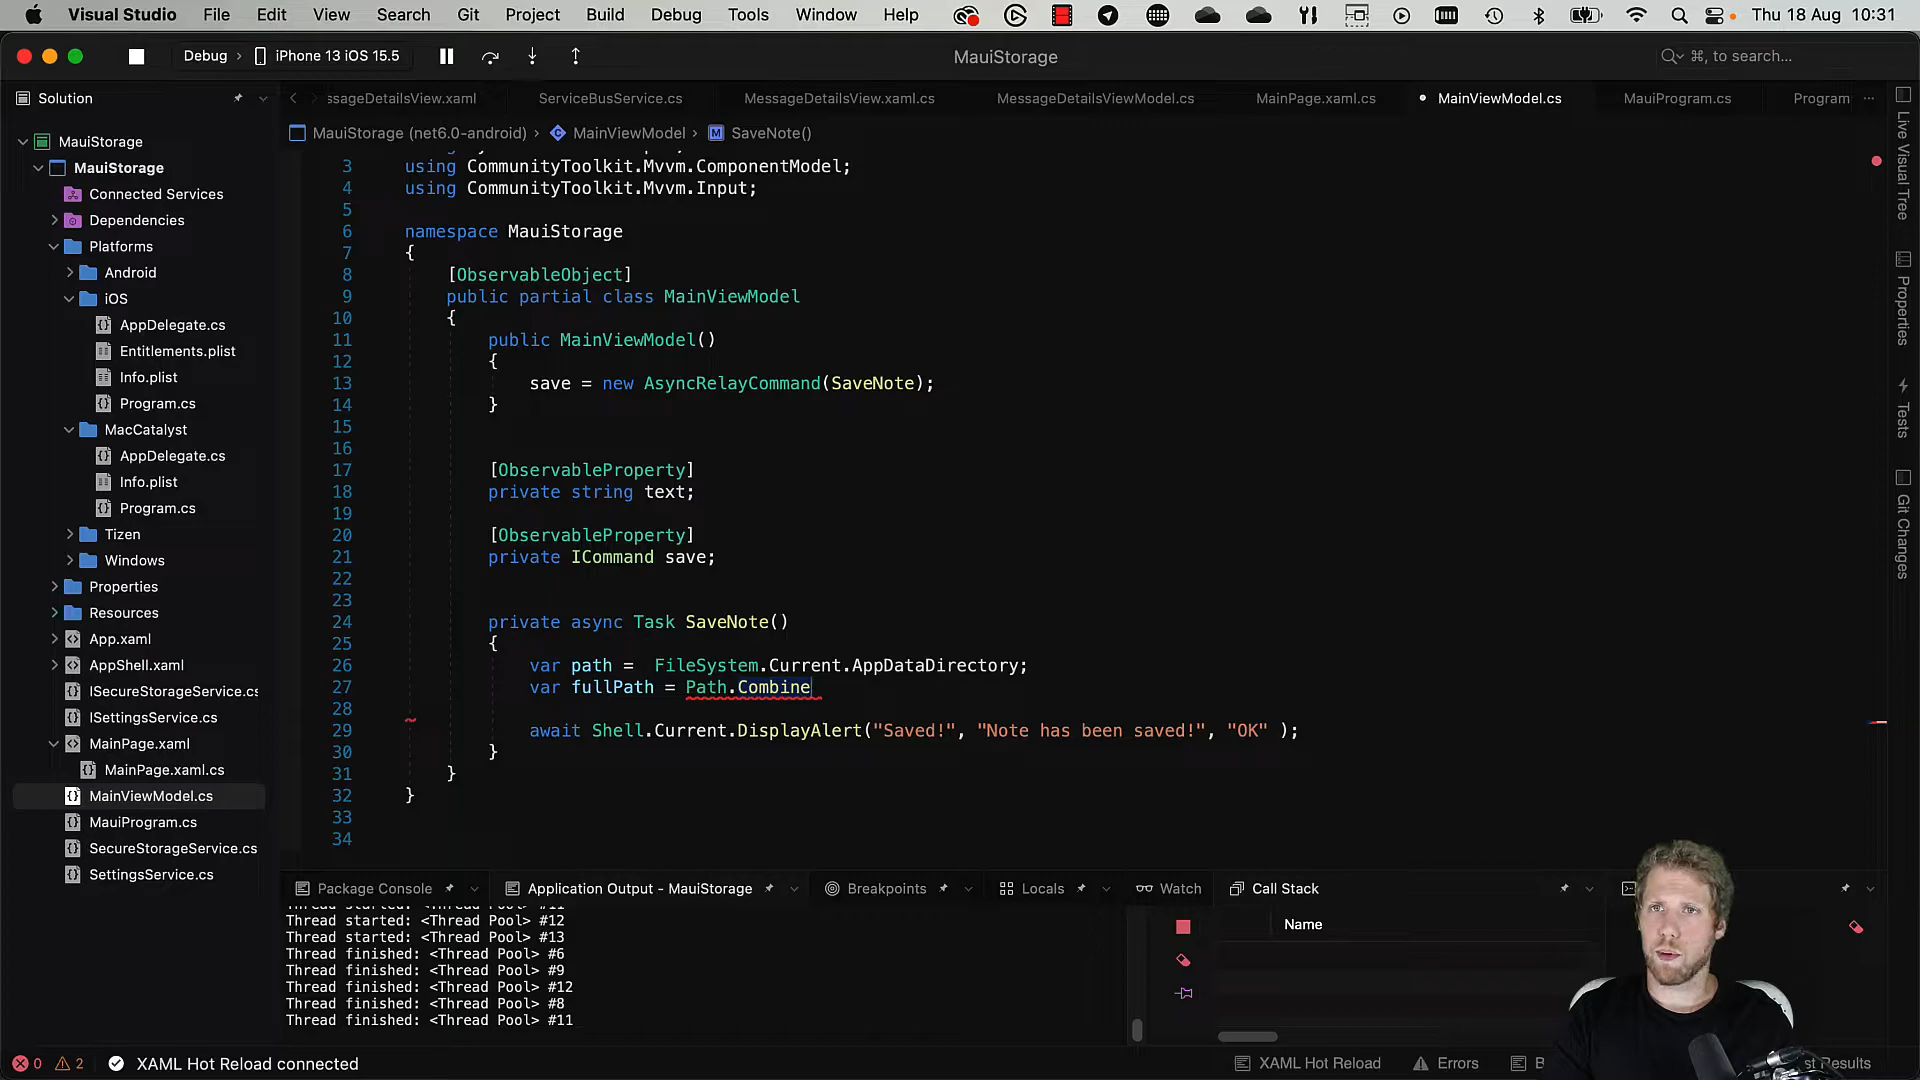 Visual Studio File Edit View Search Git Project Build Debug Tools Window Help Thu 18 Aug 10:31
Debug › iPhone 13 iOS 15.5 MauiStorage ⌘, to search...
Solution
ssageDetailsView.xaml ServiceBusService.cs MessageDetailsView.xaml.cs MessageDetailsViewModel.cs MainPage.xaml.cs MainViewModel.cs MauiProgram.cs Program
MauiStorage (net6.0-android) › MainViewModel › SaveNote()
MauiStorage
MauiStorage
Connected Services
Dependencies
Platforms
Android
iOS
AppDelegate.cs
Entitlements.plist
Info.plist
Program.cs
MacCatalyst
AppDelegate.cs
Info.plist
Program.cs
Tizen
Windows
Properties
Resources
App.xaml
AppShell.xaml
ISecureStorageService.cs
ISettingsService.cs
MainPage.xaml
MainPage.xaml.cs
MainViewModel.cs
MauiProgram.cs
SecureStorageService.cs
SettingsService.cs
3 using CommunityToolkit.Mvvm.ComponentModel;
4 using CommunityToolkit.Mvvm.Input;
5
6 namespace MauiStorage
7 {
8 [ObservableObject]
9 public partial class MainViewModel
10 {
11 public MainViewModel()
12 {
13 save = new AsyncRelayCommand(SaveNote);
14 }
15
16
17 [ObservableProperty]
18 private string text;
19
20 [ObservableProperty]
21 private ICommand save;
22
23
24 private async Task SaveNote()
25 {
26 var path =  FileSystem.Current.AppDataDirectory;
27 var fullPath = Path.Combine
28
29 await Shell.Current.DisplayAlert("Saved!", "Note has been saved!", "OK" );
30 }
31 }
32 }
33
34
Live Visual Tree
Properties
Tests
Git Changes
Package Console Application Output - MauiStorage Breakpoints Locals Watch Call Stack
Thread started: <Thread Pool> #11
Thread started: <Thread Pool> #12
Thread started: <Thread Pool> #13
Thread finished: <Thread Pool> #6
Thread finished: <Thread Pool> #9
Thread finished: <Thread Pool> #12
Thread finished: <Thread Pool> #8
Thread finished: <Thread Pool> #11
Name
0 2 XAML Hot Reload connected XAML Hot Reload Errors B st Results